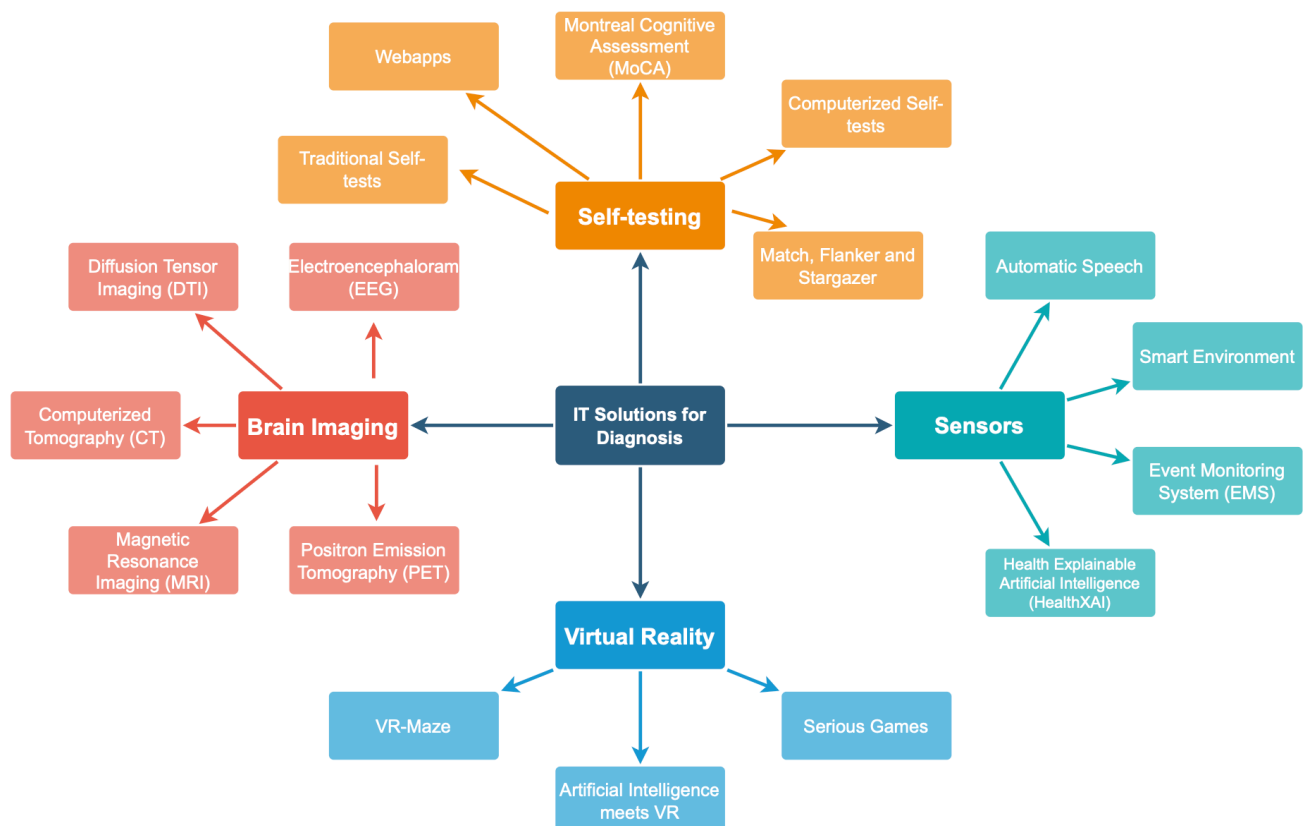 Montreal Cognitive
Assessment
(MoCA)
Webapps
Computerized Self-
tests
Traditional Self-
tests
Self-testing
Match, Flanker and
Stargazer
Diffusion Tensor
Imaging (DTI)
Electroencephaloram
(EEG)
Automatic Speech
Smart Environment
Computerized
Tomography (CT)
Brain Imaging
IT Solutions for
Diagnosis
Sensors
Event Monitoring
System (EMS)
Magnetic
Resonance
Imaging (MRI)
Positron Emission
Tomography (PET)
Health Explainable
Artificial Intelligence
(HealthXAI)
Virtual Reality
VR-Maze
Serious Games
Artificial Intelligence
meets VR